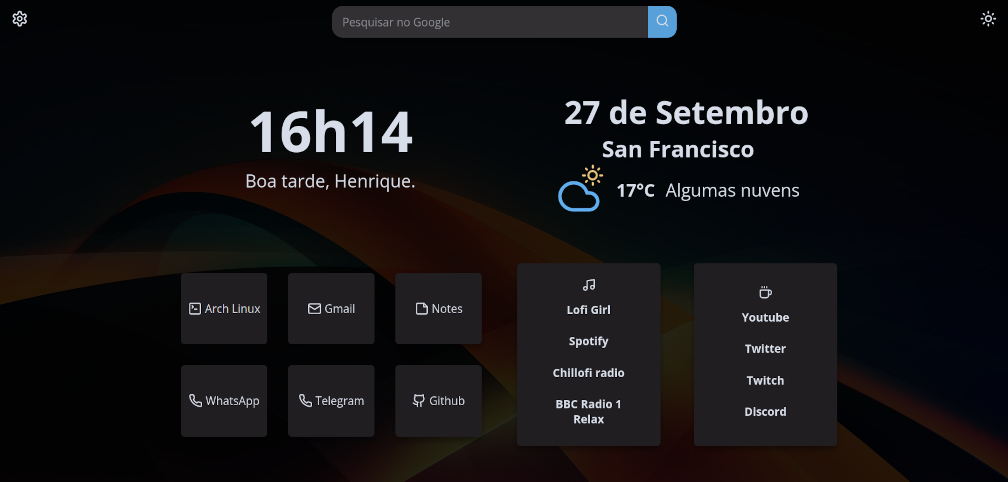 Pesquisar no Google
16h14
Boa tarde, Henrique.
27 de Setembro
San Francisco
17°C Algumas nuvens
Arch Linux
Gmail
Notes
WhatsApp
Telegram
Github
Lofi Girl
Spotify
Chillofi radio
BBC Radio 1
Relax
Youtube
Twitter
Twitch
Discord